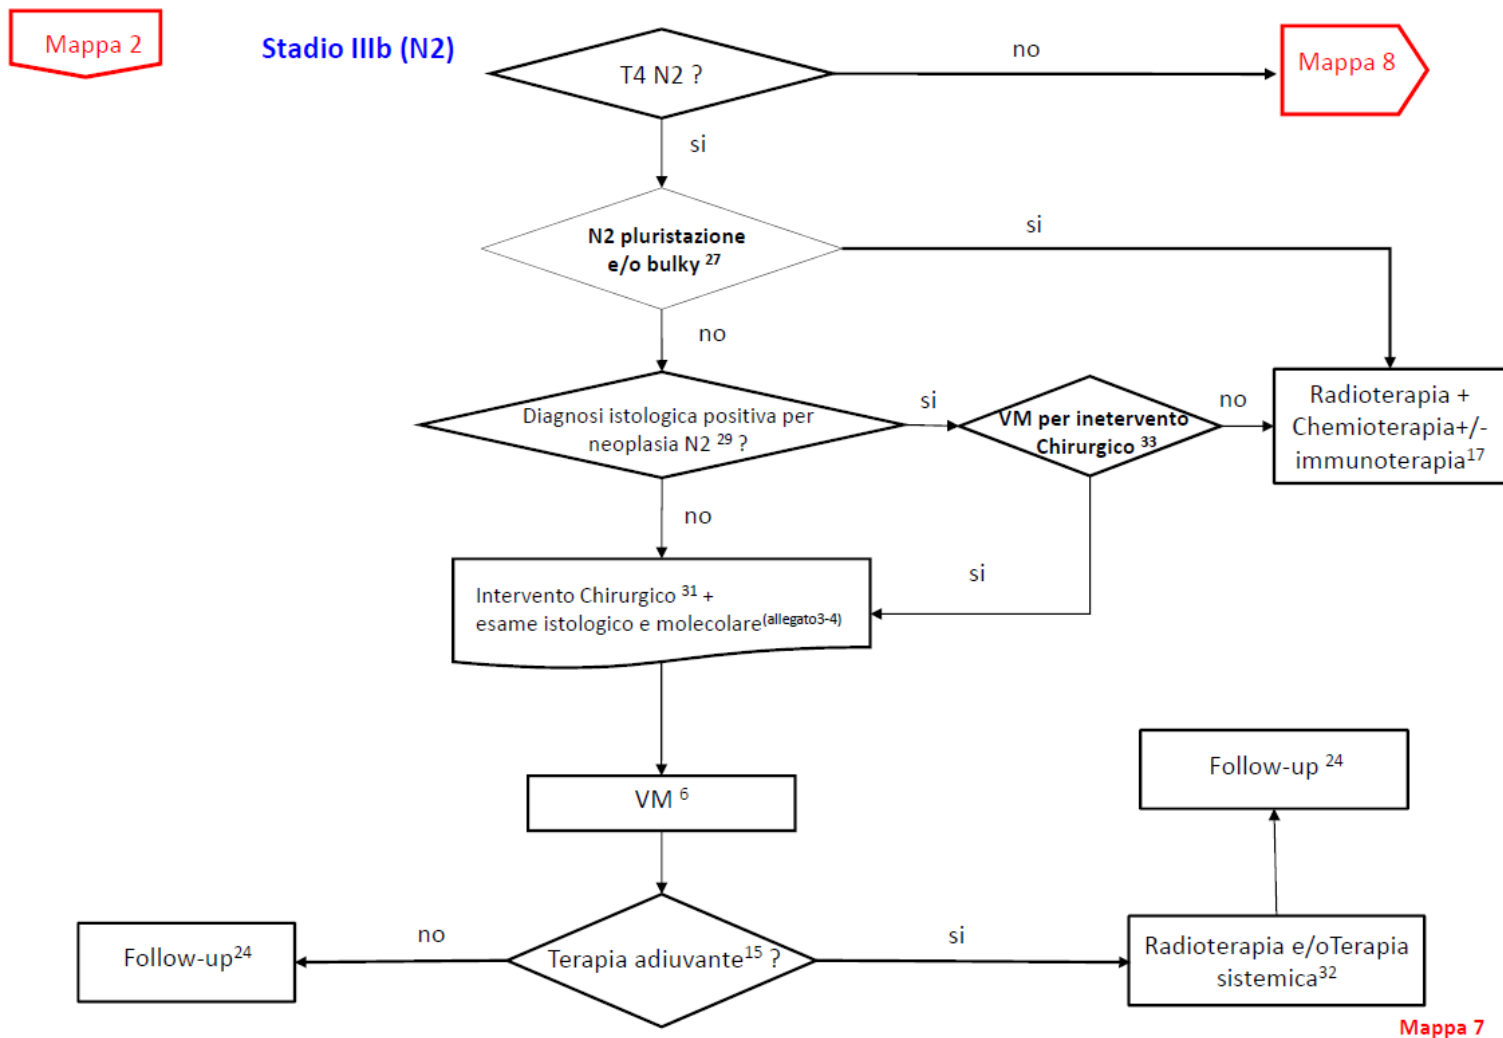 Mappa 2
Stadio IIIb (N2)
T4 N2 ?
no
Mappa 8
si
N2 pluristazione
e/o bulky 27
si
no
Diagnosi istologica positiva per
neoplasia N2 29 ?
si
VM per inetervento
Chirurgico 33
no
Radioterapia +
Chemioterapia+/-
immunoterapia17
no
si
Intervento Chirurgico 31 +
esame istologico e molecolare(allegato3-4)
VM 6
Follow-up 24
Terapia adiuvante15 ?
no
Follow-up24
si
Radioterapia e/oTerapia
sistemica32
Mappa 7